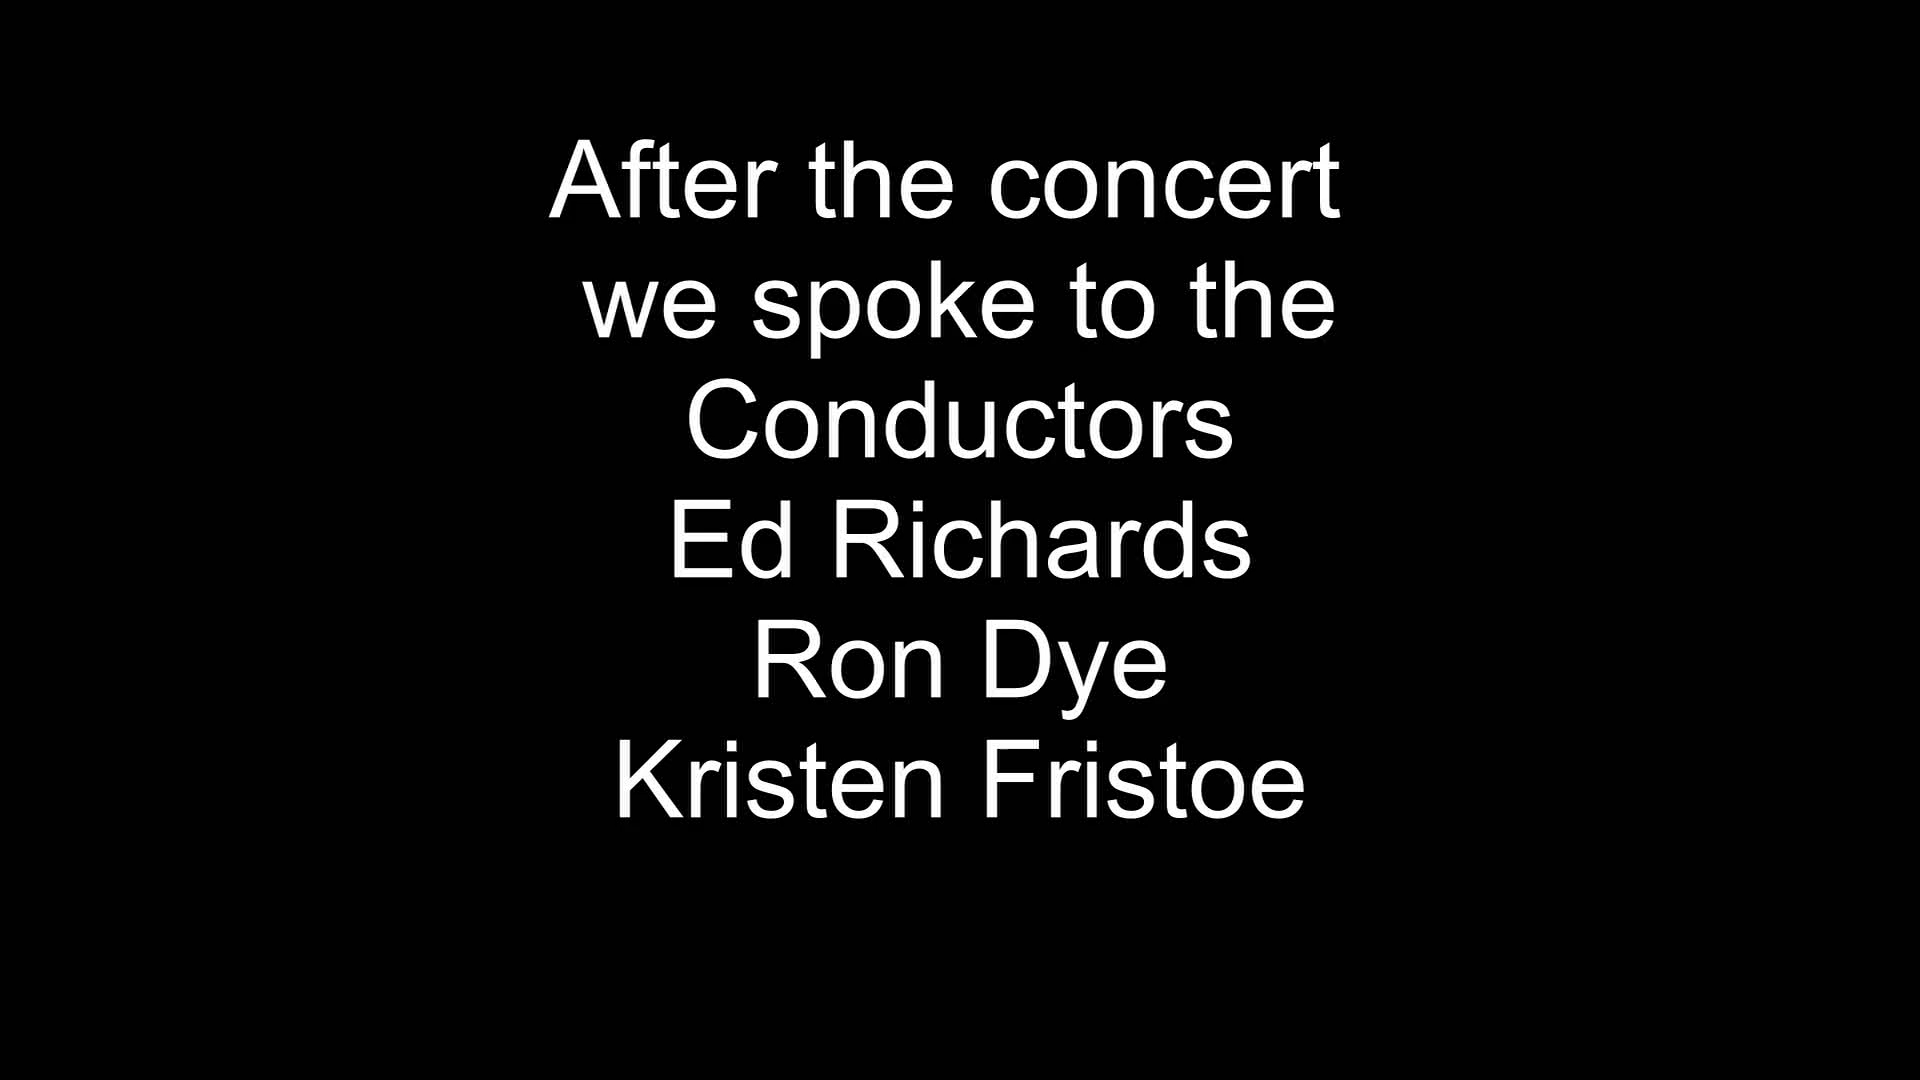 After the concert
we spoke to the
Conductors
Ed Richards
Ron Dye
Kristen Fristoe